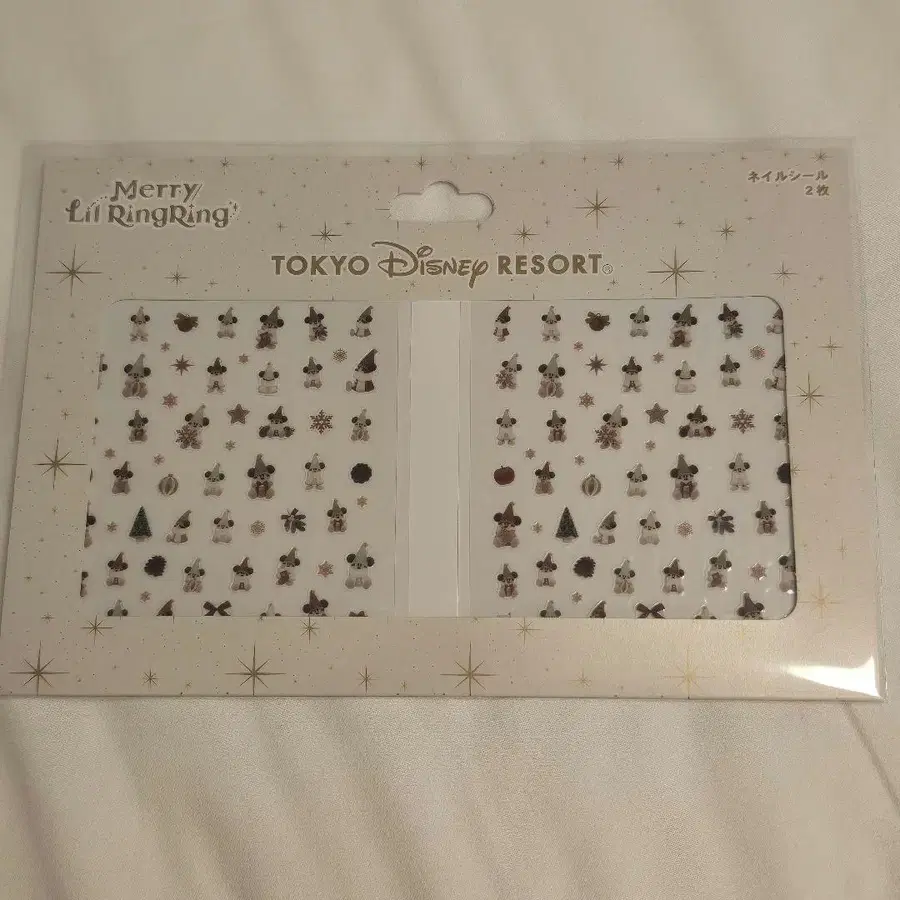 Merry
Lil RingRing
ネイルシール
2枚
TOKYO Disney RESORT®